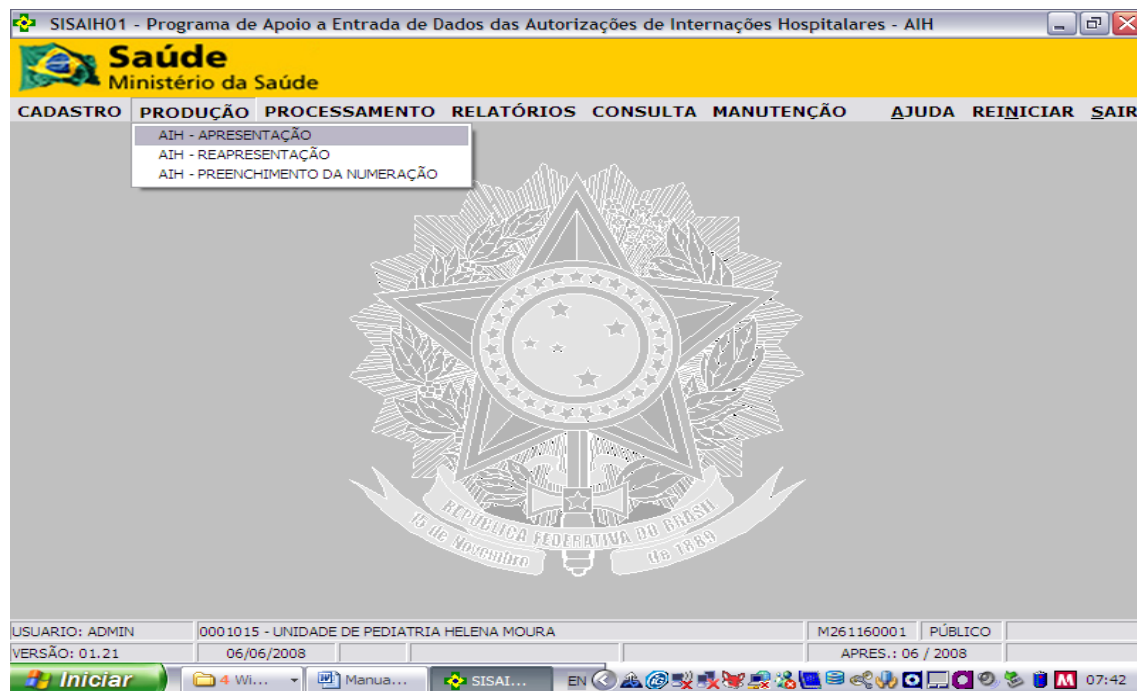 SISAIH01 - Programa de Apoio a Entrada de Dados das Autorizações de Internações Hospitalares - AIH
Saúde
Ministério da Saúde
CADASTRO PRODUÇÃO PROCESSAMENTO RELATÓRIOS CONSULTA MANUTENÇÃO AJUDA REINICIAR SAIR
AIH - APRESENTAÇÃO
AIH - REAPRESENTAÇÃO
AIH - PREENCHIMENTO DA NUMERAÇÃO
REPUBLICA FEDERATIVA DO BRASIL
15 de Novembro de 1889
USUARIO: ADMIN 0001015 - UNIDADE DE PEDIATRIA HELENA MOURA M261160001 PÚBLICO
VERSÃO: 01.21 06/06/2008 APRES.: 06 / 2008
Iniciar 4 Wi... Manua... SISAI... EN 07:42